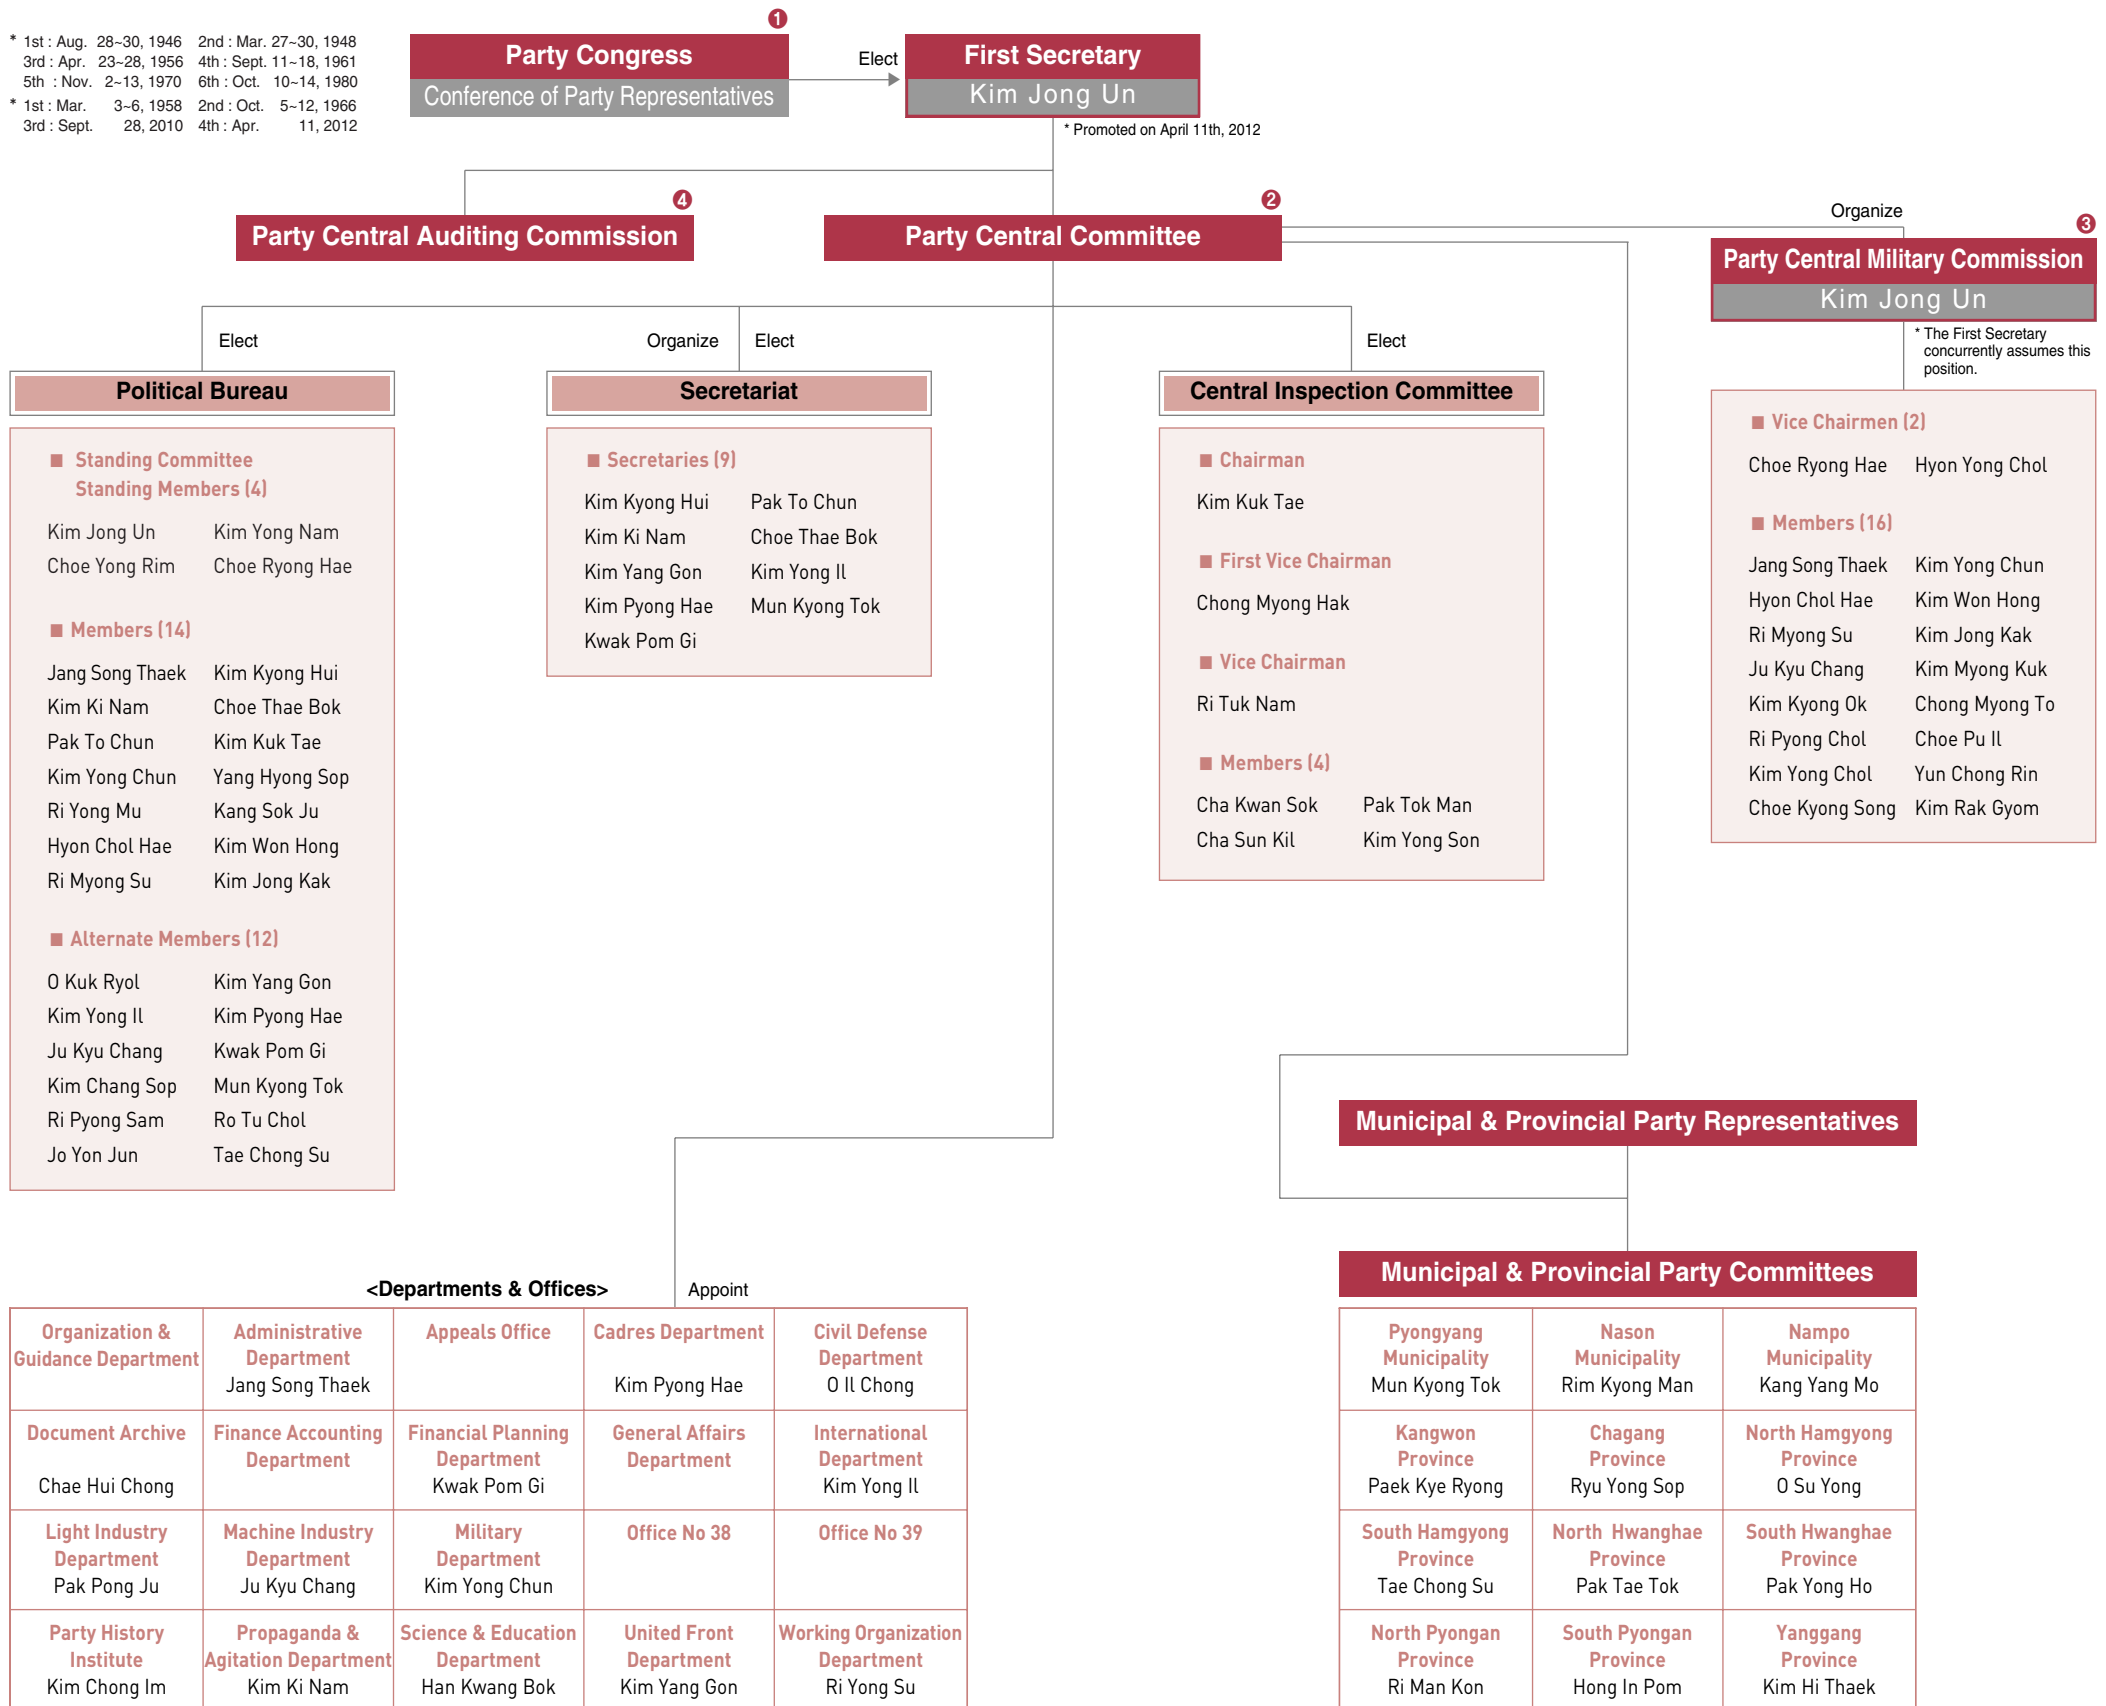 * 1st : Aug. 28~30, 1946 2nd : Mar. 27~30, 1948
3rd : Apr. 23~28, 1956 4th : Sept. 11~18, 1961
5th : Nov. 2~13, 1970 6th : Oct. 10~14, 1980
* 1st : Mar. 3~6, 1958 2nd : Oct. 5~12, 1966
3rd : Sept. 28, 2010 4th : Apr. 11, 2012
❶
Party Congress
Conference of Party Representatives
Elect
First Secretary
Kim Jong Un
* Promoted on April 11th, 2012
❹
Party Central Auditing Commission
❷
Party Central Committee
Organize
❸
Party Central Military Commission
Kim Jong Un
* The First Secretary
concurrently assumes this
position.
Elect
Political Bureau
■ Standing Committee
Standing Members (4)
Kim Jong Un Kim Yong Nam
Choe Yong Rim Choe Ryong Hae
■ Members (14)
Jang Song Thaek Kim Kyong Hui
Kim Ki Nam Choe Thae Bok
Pak To Chun Kim Kuk Tae
Kim Yong Chun Yang Hyong Sop
Ri Yong Mu Kang Sok Ju
Hyon Chol Hae Kim Won Hong
Ri Myong Su Kim Jong Kak
■ Alternate Members (12)
O Kuk Ryol Kim Yang Gon
Kim Yong Il Kim Pyong Hae
Ju Kyu Chang Kwak Pom Gi
Kim Chang Sop Mun Kyong Tok
Ri Pyong Sam Ro Tu Chol
Jo Yon Jun Tae Chong Su
Organize Elect
Secretariat
■ Secretaries (9)
Kim Kyong Hui Pak To Chun
Kim Ki Nam Choe Thae Bok
Kim Yang Gon Kim Yong Il
Kim Pyong Hae Mun Kyong Tok
Kwak Pom Gi
Elect
Central Inspection Committee
■ Chairman
Kim Kuk Tae
■ First Vice Chairman
Chong Myong Hak
■ Vice Chairman
Ri Tuk Nam
■ Members (4)
Cha Kwan Sok Pak Tok Man
Cha Sun Kil Kim Yong Son
■ Vice Chairmen (2)
Choe Ryong Hae Hyon Yong Chol
■ Members (16)
Jang Song Thaek Kim Yong Chun
Hyon Chol Hae Kim Won Hong
Ri Myong Su Kim Jong Kak
Ju Kyu Chang Kim Myong Kuk
Kim Kyong Ok Chong Myong To
Ri Pyong Chol Choe Pu Il
Kim Yong Chol Yun Chong Rin
Choe Kyong Song Kim Rak Gyom
<Departments & Offices>
Appoint
Organization &
Guidance Department
Administrative
Department
Jang Song Thaek
Appeals Office
Cadres Department
Kim Pyong Hae
Civil Defense
Department
O Il Chong
Document Archive
Chae Hui Chong
Finance Accounting
Department
Financial Planning
Department
Kwak Pom Gi
General Affairs
Department
International
Department
Kim Yong Il
Light Industry
Department
Pak Pong Ju
Machine Industry
Department
Ju Kyu Chang
Military
Department
Kim Yong Chun
Office No 38
Office No 39
Party History
Institute
Kim Chong Im
Propaganda &
Agitation Department
Kim Ki Nam
Science & Education
Department
Han Kwang Bok
United Front
Department
Kim Yang Gon
Working Organization
Department
Ri Yong Su
Municipal & Provincial Party Representatives
Municipal & Provincial Party Committees
Pyongyang
Municipality
Mun Kyong Tok
Nason
Municipality
Rim Kyong Man
Nampo
Municipality
Kang Yang Mo
Kangwon
Province
Paek Kye Ryong
Chagang
Province
Ryu Yong Sop
North Hamgyong
Province
O Su Yong
South Hamgyong
Province
Tae Chong Su
North Hwanghae
Province
Pak Tae Tok
South Hwanghae
Province
Pak Yong Ho
North Pyongan
Province
Ri Man Kon
South Pyongan
Province
Hong In Pom
Yanggang
Province
Kim Hi Thaek